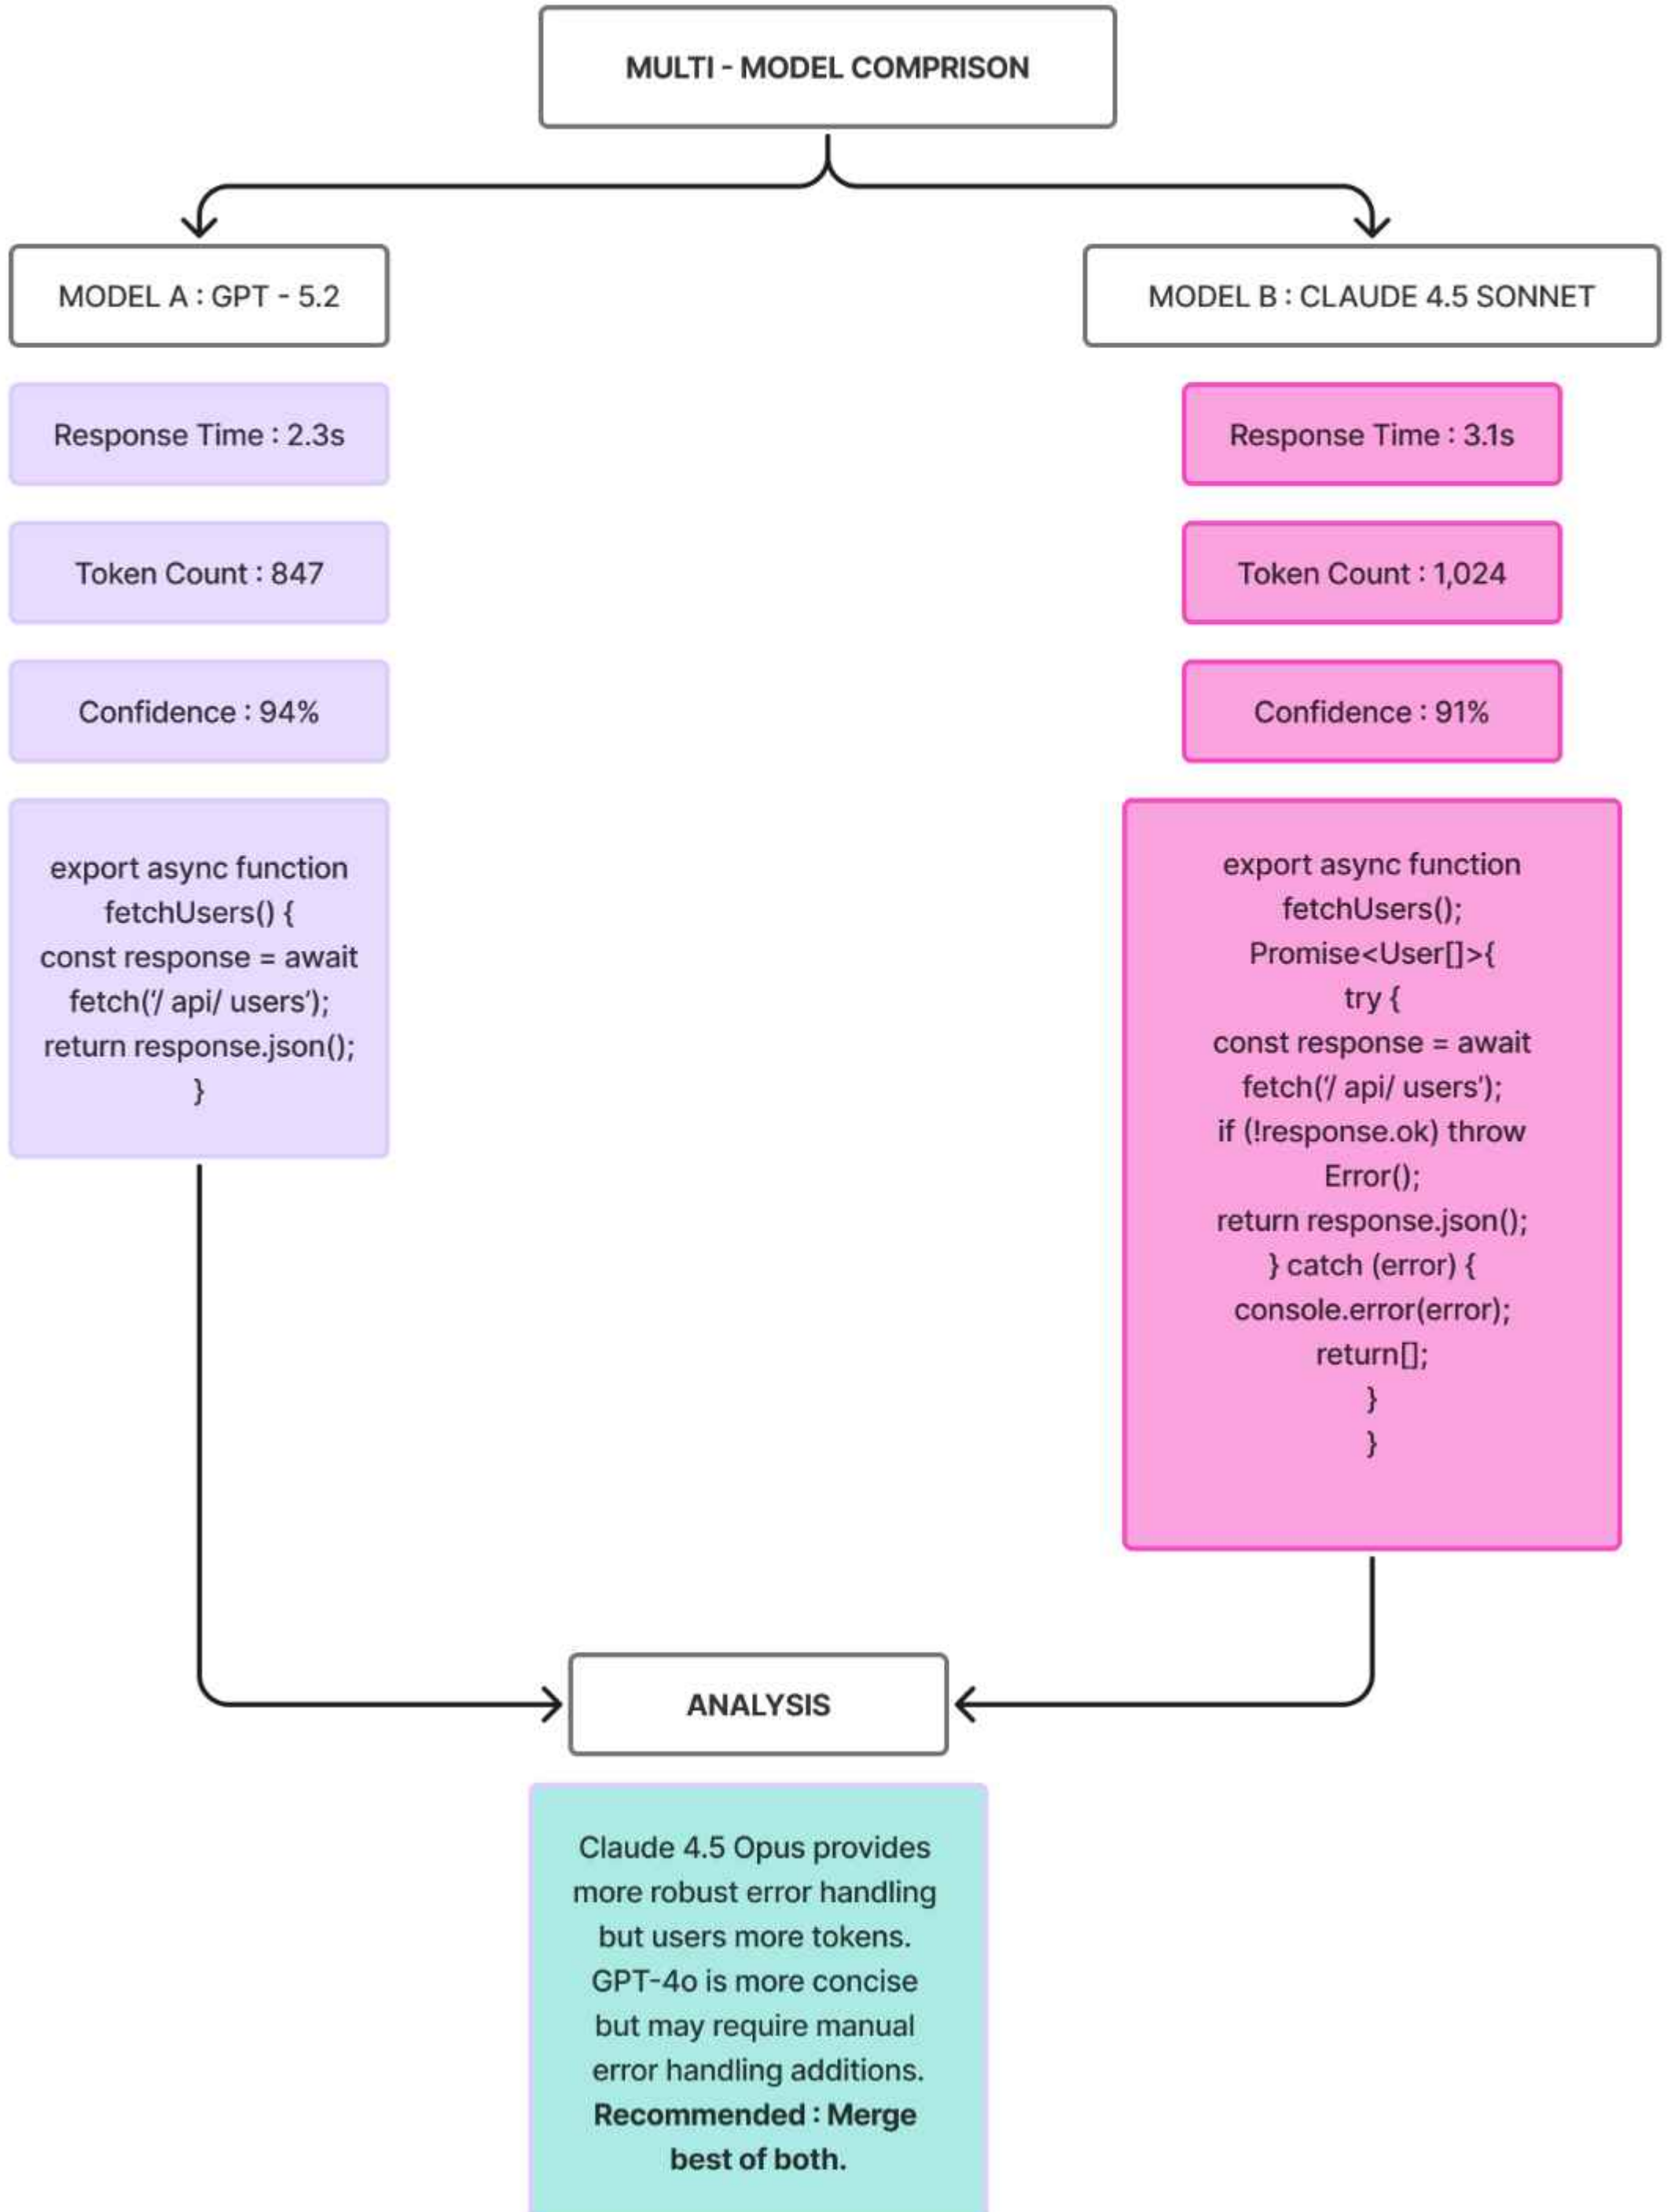 MULTI - MODEL COMPRISON
MODEL A : GPT - 5.2
Response Time : 2.3s
Token Count : 847
Confidence : 94%
export async function
fetchUsers() {
const response = await
fetch(‘/ api/ users’);
return response.json();
}
MODEL B : CLAUDE 4.5 SONNET
Response Time : 3.1s
Token Count : 1,024
Confidence : 91%
export async function
fetchUsers();
Promise<User[]>{
try {
const response = await
fetch(‘/ api/ users’);
if (!response.ok) throw
Error();
return response.json();
} catch (error) {
console.error(error);
return[];
}
}
ANALYSIS
Claude 4.5 Opus provides
more robust error handling
but users more tokens.
GPT-4o is more concise
but may require manual
error handling additions.
Recommended : Merge
best of both.